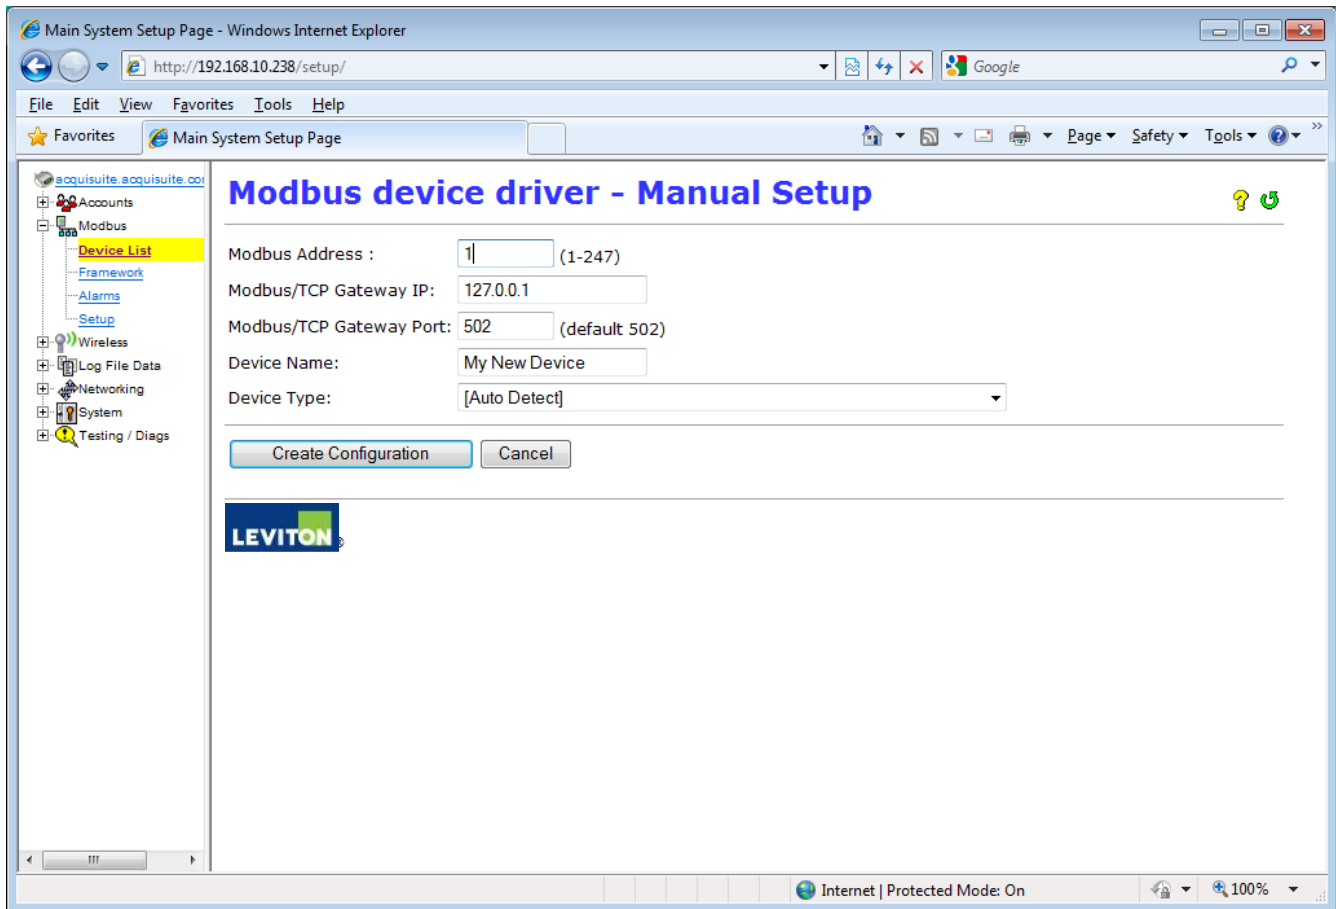 Main System Setup Page - Windows Internet Explorer
http://192.168.10.238/setup/
Google
File Edit View Favorites Tools Help
Favorites
Main System Setup Page
Page Safety Tools
acquisuite.acquisuite.co
Accounts
Modbus
Device List
Framework
Alarms
Setup
Wireless
Log File Data
Networking
System
Testing / Diags
Modbus device driver - Manual Setup
Modbus Address : 1 (1-247)
Modbus/TCP Gateway IP: 127.0.0.1
Modbus/TCP Gateway Port: 502 (default 502)
Device Name: My New Device
Device Type: [Auto Detect]
Create Configuration Cancel
LEVITON®
Internet | Protected Mode: On
100%